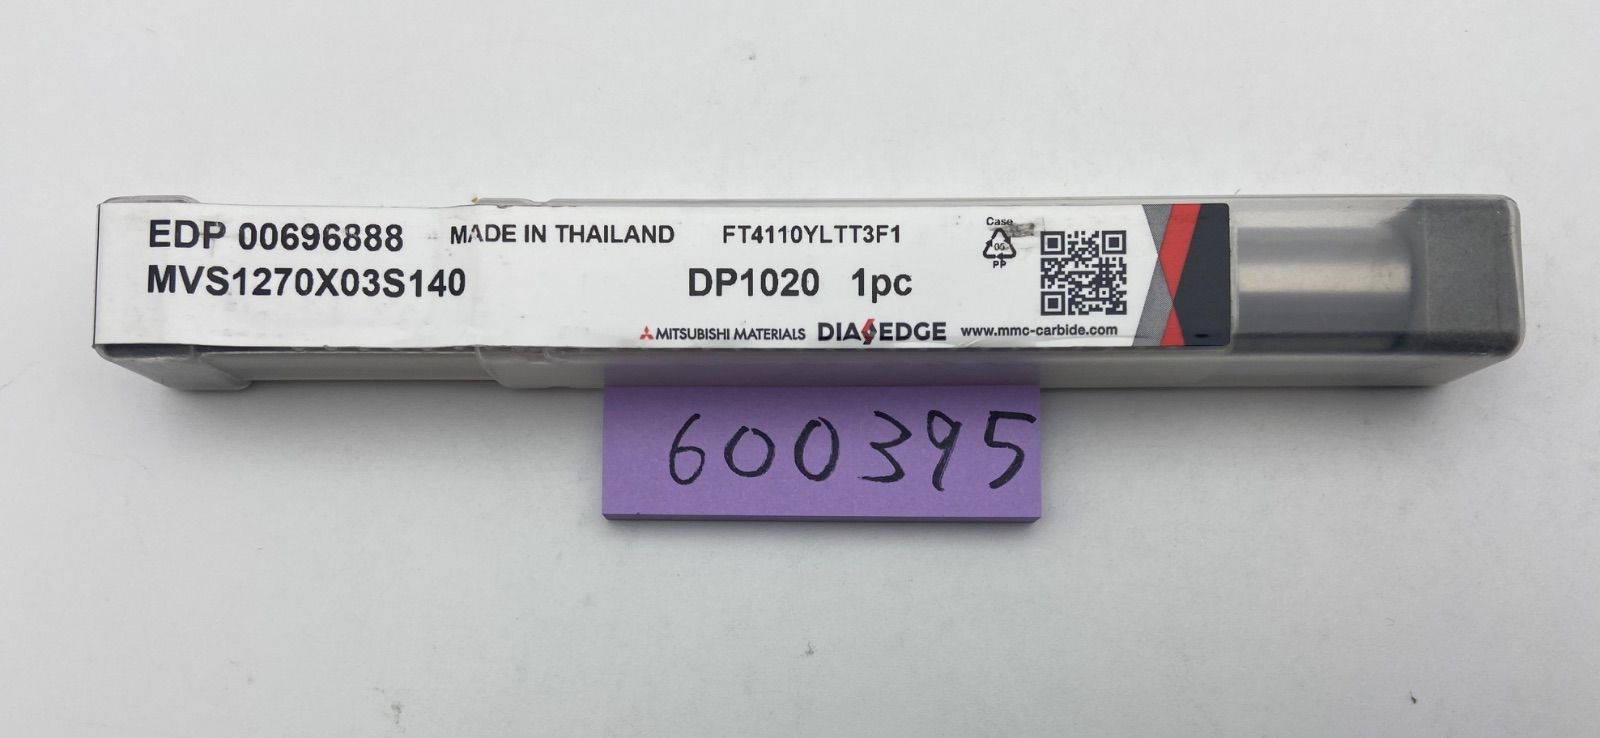 EDP 00696888 MADE IN THAILAND FT4110YLTT3F1 Case
MVS1270X03S140 DP1020 1pc PP
MITSUBISHI MATERIALS DIAEDGE www.mmc-carbide.com
600395